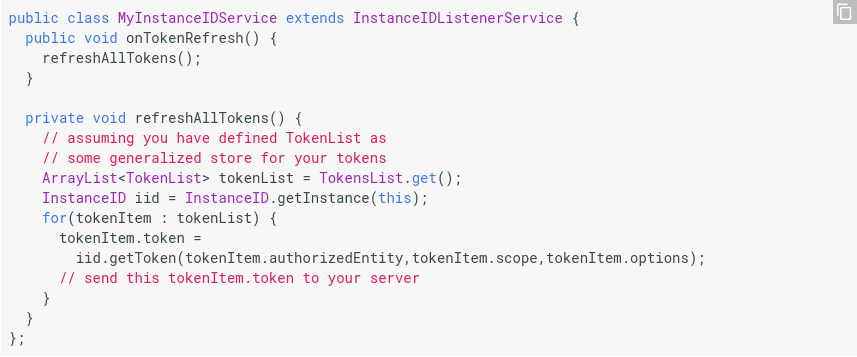 public class MyInstanceIDService extends InstanceIDListenerService {
  public void onTokenRefresh() {
    refreshAllTokens();
  }

  private void refreshAllTokens() {
    // assuming you have defined TokenList as
    // some generalized store for your tokens
    ArrayList<TokenList> tokenList = TokensList.get();
    InstanceID iid = InstanceID.getInstance(this);
    for(tokenItem : tokenList) {
      tokenItem.token =
        iid.getToken(tokenItem.authorizedEntity,tokenItem.scope,tokenItem.options);
      // send this tokenItem.token to your server
    }
  }
};